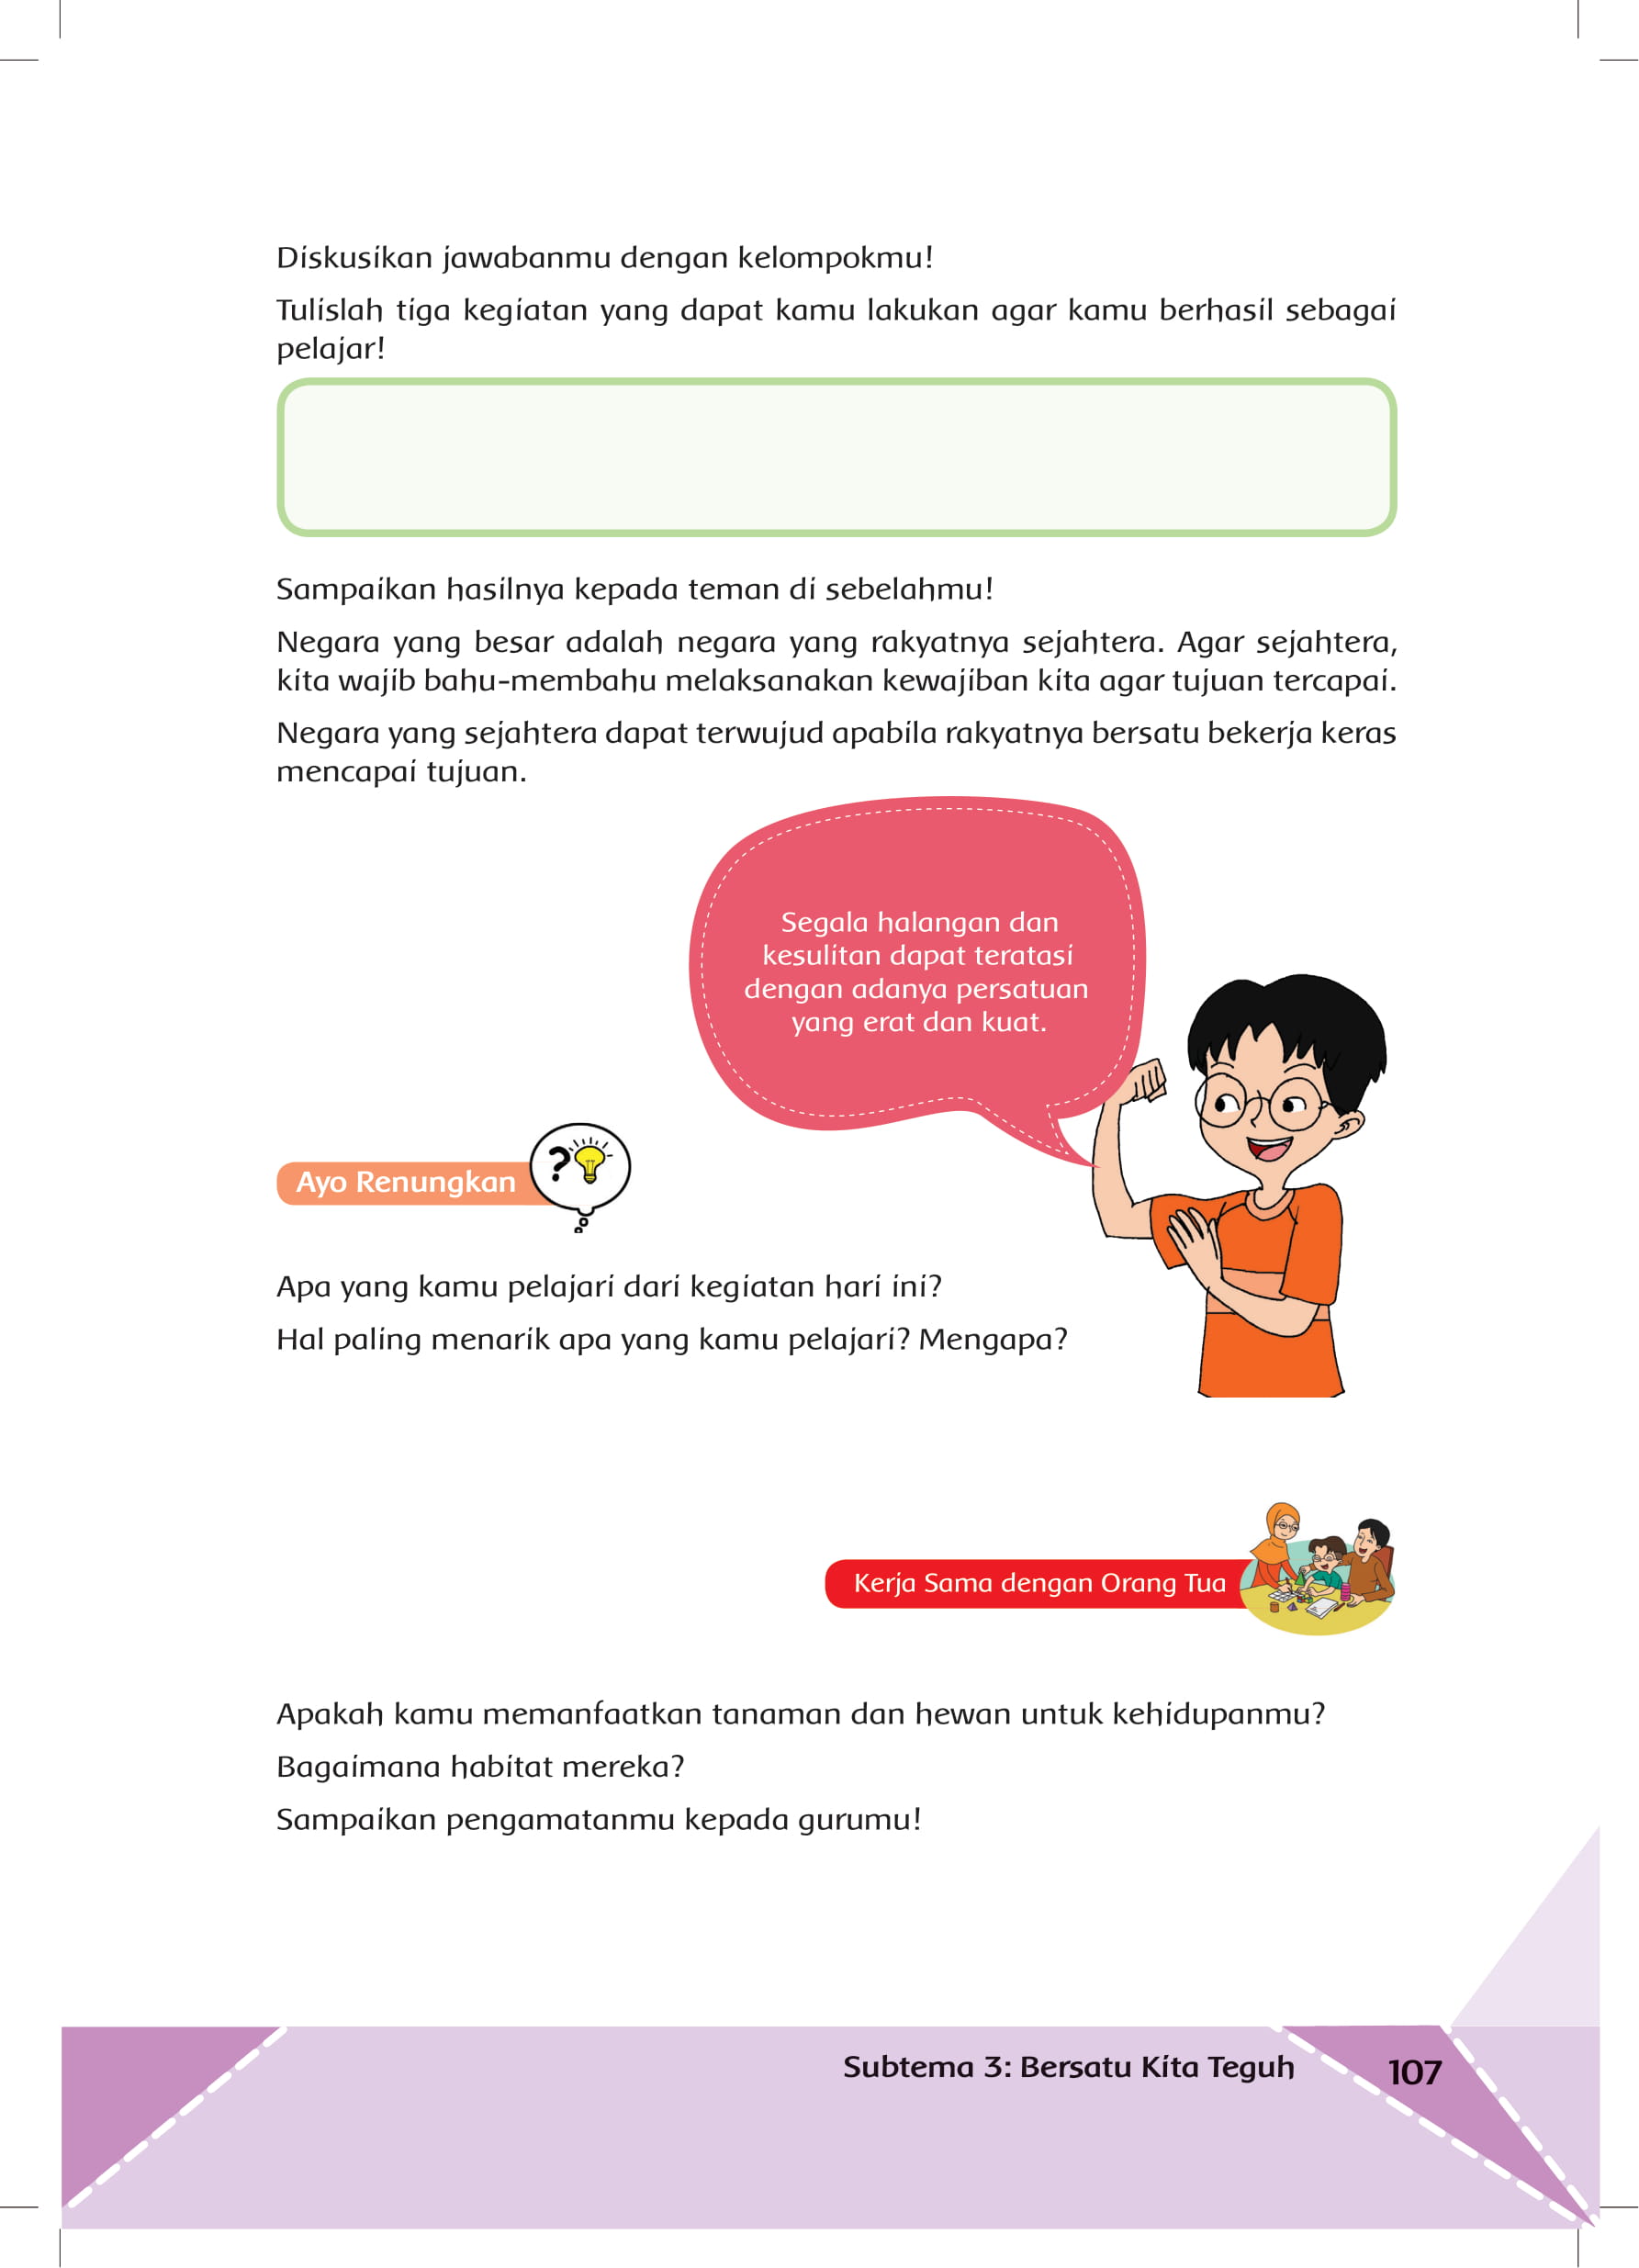 Diskusikan jawabanmu dengan kelompokmu!
Tulislah tiga kegiatan yang dapat kamu lakukan agar kamu berhasil sebagai
pelajar!
Sampaikan hasilnya kepada teman di sebelahmu!
Negara yang besar adalah negara yang rakyatnya sejahtera. Agar sejahtera,
kita wajib bahu-membahu melaksanakan kewajiban kita agar tujuan tercapai.
Negara yang sejahtera dapat terwujud apabila rakyatnya bersatu bekerja keras
mencapai tujuan.
Segala halangan dan
kesulitan dapat teratasi
dengan adanya persatuan
yang erat dan kuat.
?
Ayo Renungkan
Apa yang kamu pelajari dari kegiatan hari ini?
Hal paling menarik apa yang kamu pelajari? Mengapa?
Kerja Sama dengan Orang Tua
Apakah kamu memanfaatkan tanaman dan hewan untuk kehidupanmu?
Bagaimana habitat mereka?
Sampaikan pengamatanmu kepada gurumu!
Subtema 3: Bersatu Kita Teguh
107